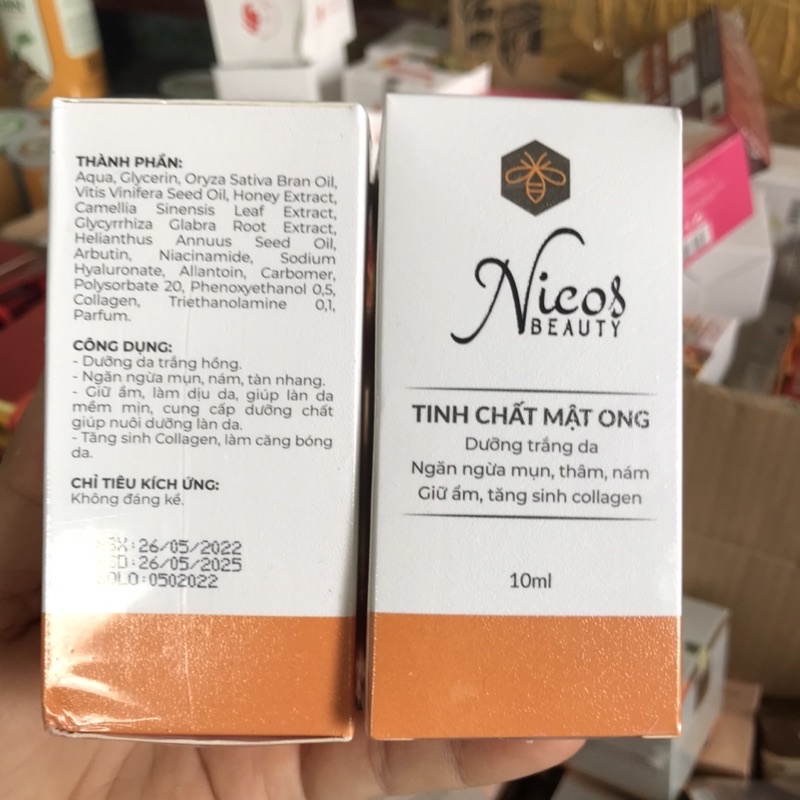 THÀNH PHẦN:
Aqua, Glycerin, Oryza Sativa Bran Oil,
Vitis Vinifera Seed Oil, Honey Extract,
Camellia Sinensis Leaf Extract,
Glycyrrhiza Glabra Root Extract,
Helianthus Annuus Seed Oil,
Arbutin, Niacinamide, Sodium
Hyaluronate, Allantoin, Carbomer,
Polysorbate 20, Phenoxyethanol 0,5,
Collagen, Triethanolamine 0,1,
Parfum.
CÔNG DỤNG:
- Dưỡng da trắng hồng.
- Ngăn ngừa mụn, nám, tàn nhang.
- Giữ ẩm, làm dịu da, giúp làn da
mềm mịn, cung cấp dưỡng chất
giúp nuôi dưỡng làn da.
- Tăng sinh Collagen, làm căng bóng
da.
CHỈ TIÊU KÍCH ỨNG:
Không đáng kể.
:26/05/2022
:26/05/2025
:0502022
Nicos
BEAUTY
TINH CHẤT MẬT ONG
Dưỡng trắng da
Ngăn ngừa mụn, thâm, nám
Giữ ẩm, tăng sinh collagen
10ml